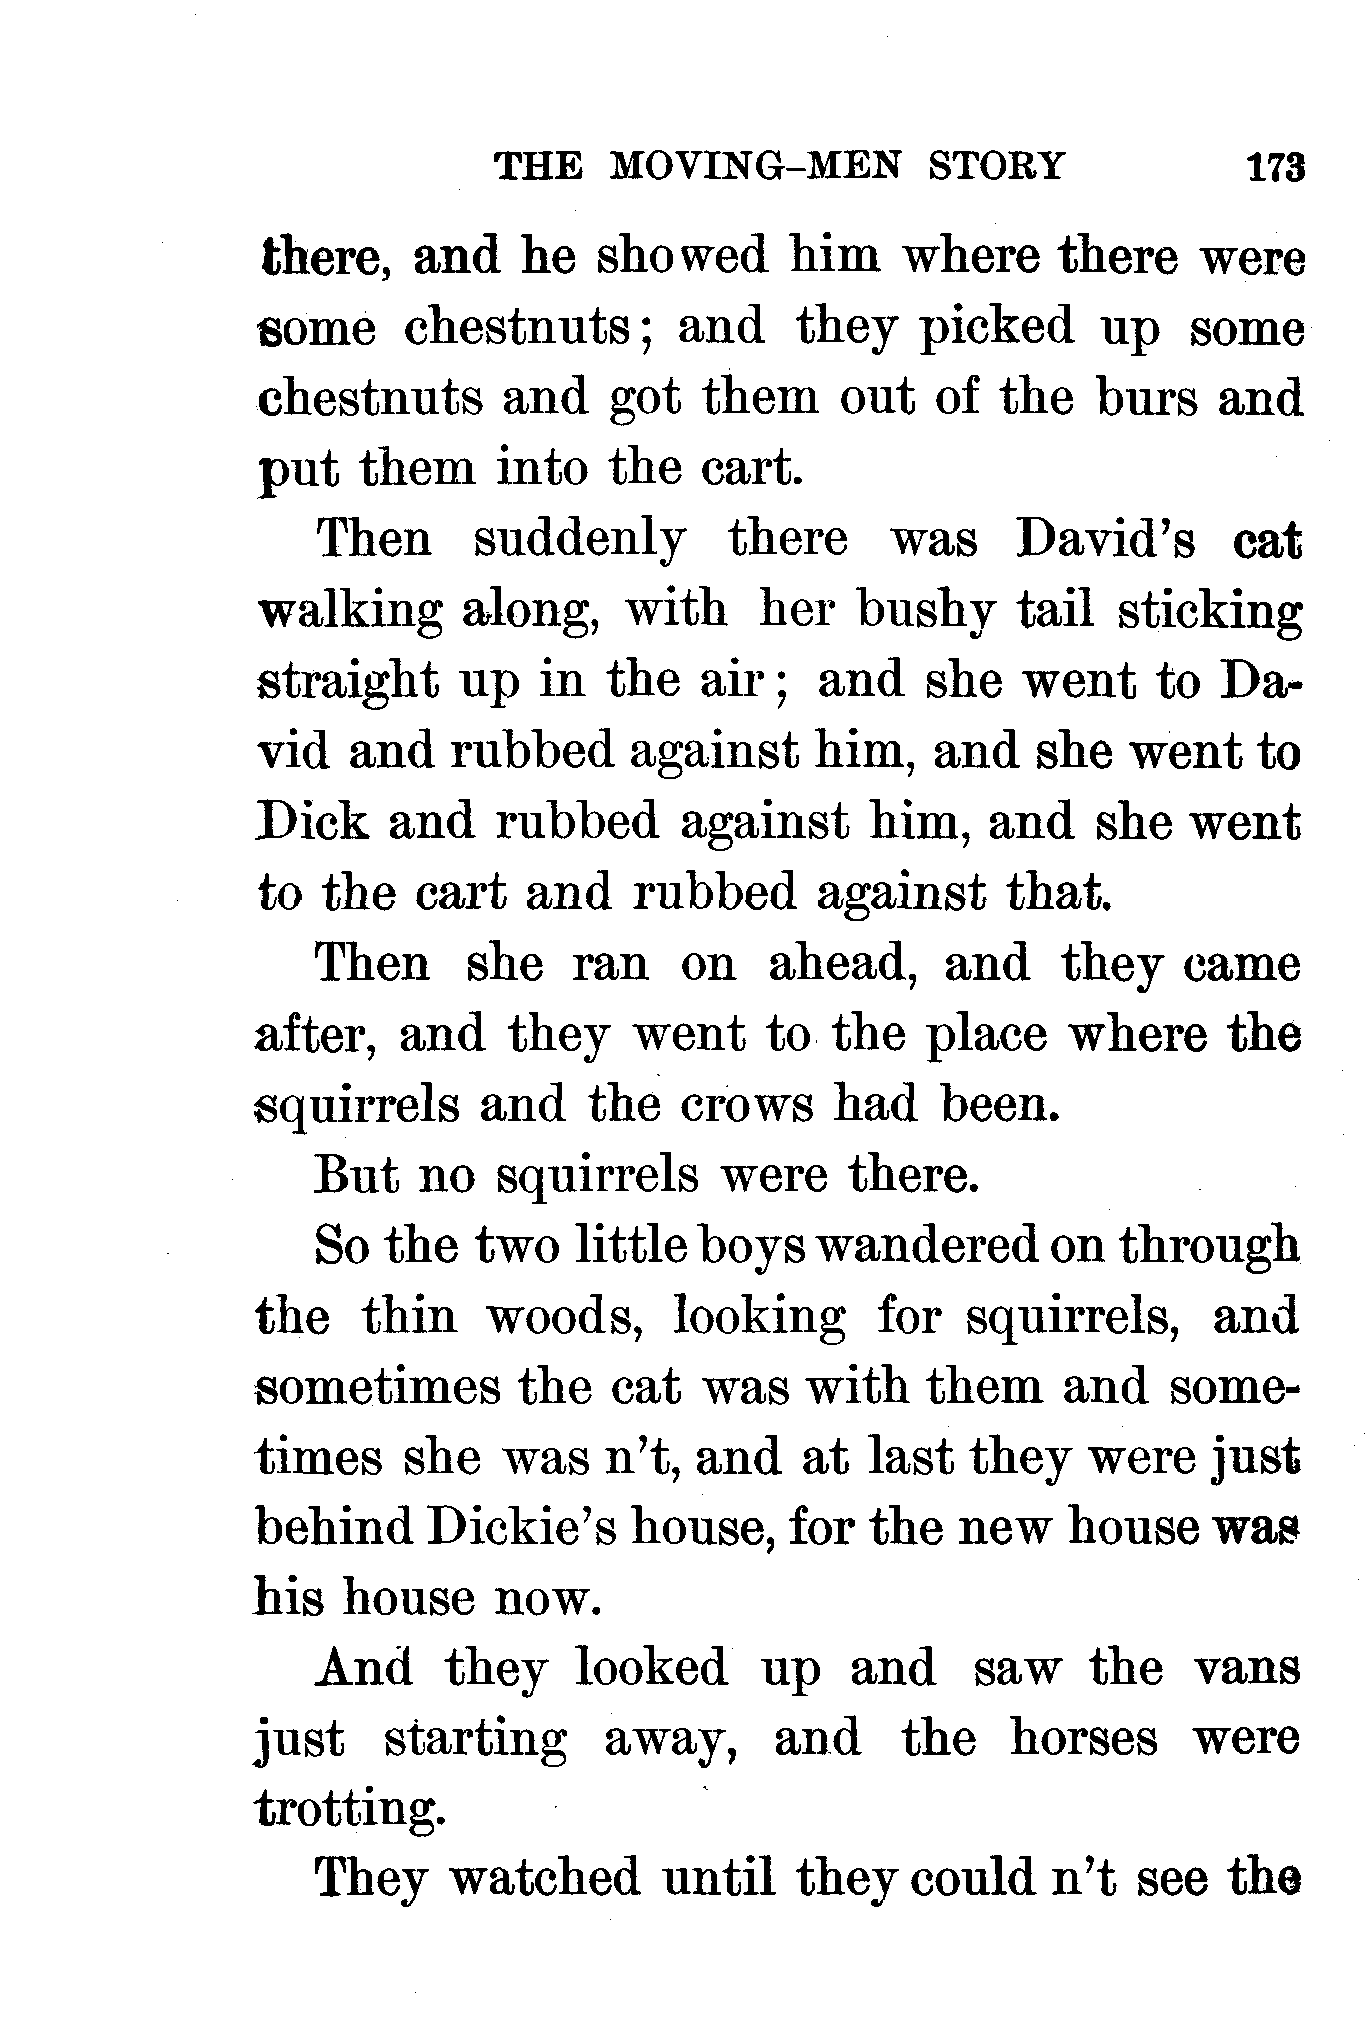 THE MOVING-MEN STORY 173
there, and he showed him where there were
some chestnuts; and they picked up some
chestnuts and got them out of the burs and
put them into the cart.
Then suddenly there was David's cat
walking along, with her bushy tail sticking
straight up in the air; and she went to Da-
vid and rubbed against him, and she went to
Dick and rubbed against him, and she went
to the cart and rubbed against that.
Then she ran on ahead, and they came
after, and they went to the place where the
squirrels and the crows had been.
But no squirrels were there.
So the two little boys wandered on through
the thin woods, looking for squirrels, and
sometimes the cat was with them and some-
times she was n't, and at last they were just
behind Dickie's house, for the new house was
his house now.
And they looked up and saw the vans
just starting away, and the horses were
trotting.
They watched until they could n't see the